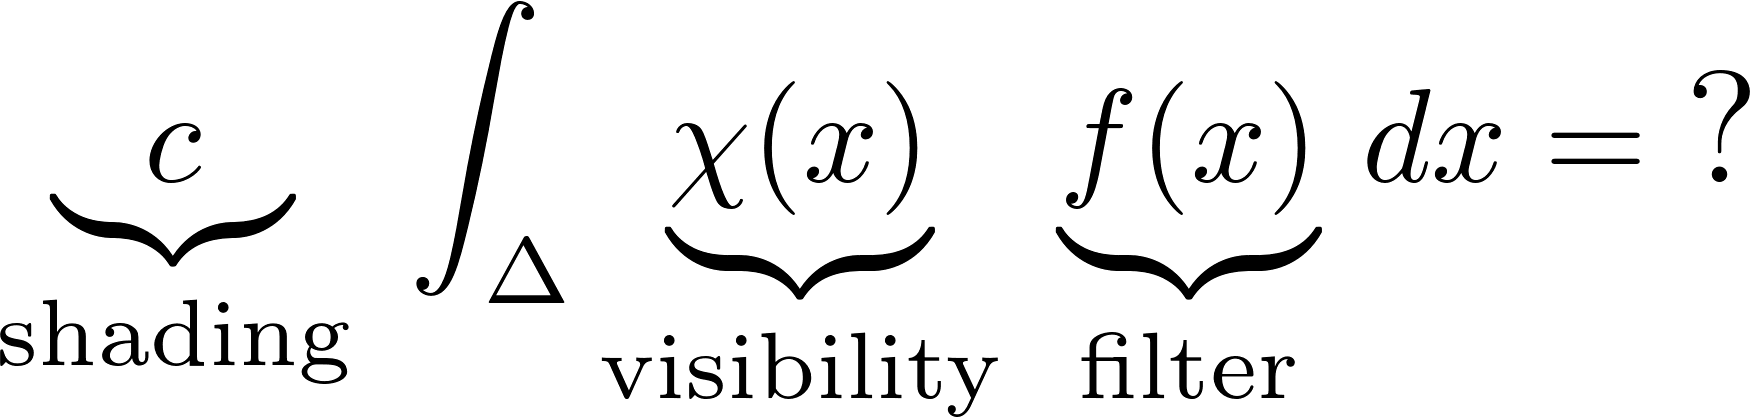 c ∫_Δ χ(x) f(x) dx = ?
shading visibility filter